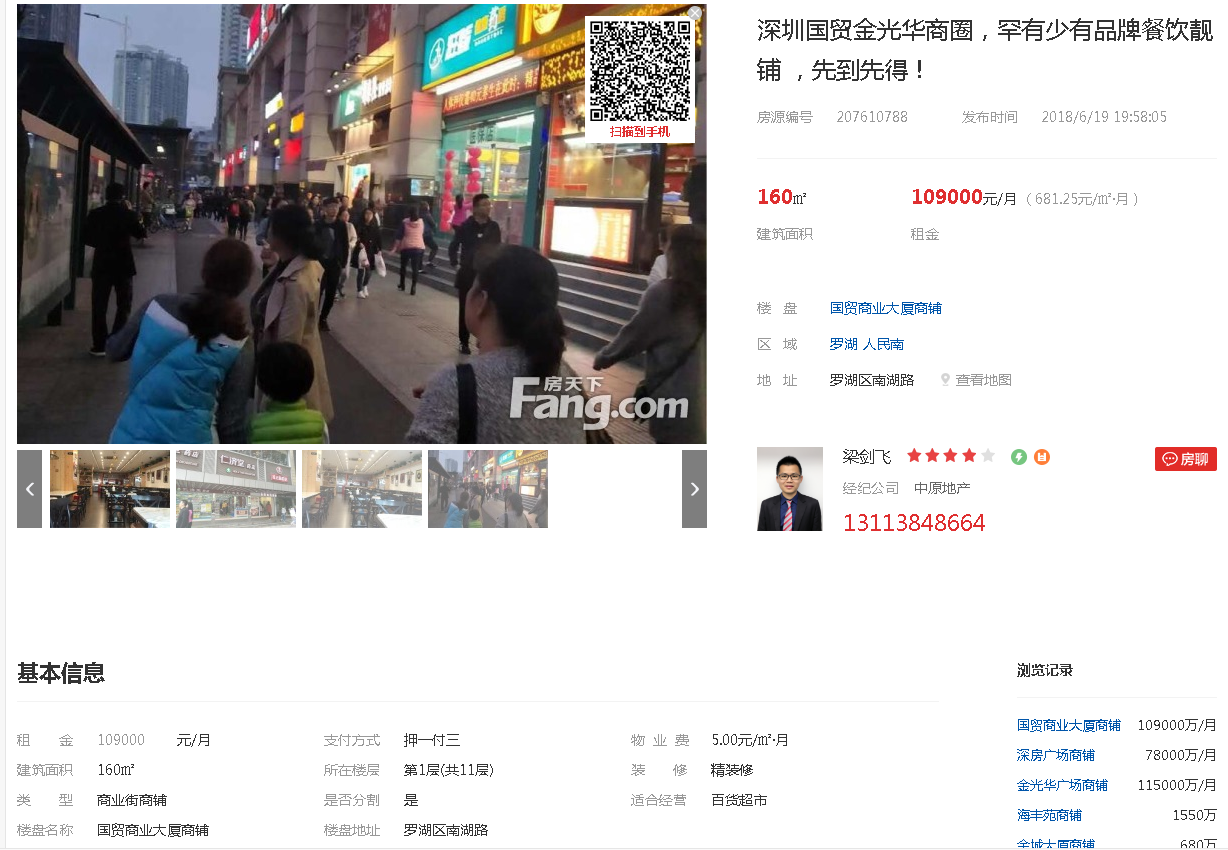 扫描到手机
房天下
Fang.com
深圳国贸金光华商圈，罕有少有品牌餐饮靓
铺 ，先到先得！
房源编号 207610788 发布时间 2018/6/19 19:58:05
160㎡ 109000元/月（681.25元/㎡·月）
建筑面积 租金
楼 盘 国贸商业大厦商铺
区 域 罗湖 人民南
地 址 罗湖区南湖路 查看地图
梁剑飞
房聊
经纪公司 中原地产
13113848664
基本信息
租 金 109000 元/月 支付方式 押一付三 物 业 费 5.00元/㎡·月
建筑面积 160㎡ 所在楼层 第1层(共11层) 装 修 精装修
类 型 商业街商铺 是否分割 是 适合经营 百货超市
楼盘名称 国贸商业大厦商铺 楼盘地址 罗湖区南湖路
浏览记录
国贸商业大厦商铺 109000万/月
深房广场商铺 78000万/月
金光华广场商铺 115000万/月
海丰苑商铺 1550万
金城大厦商铺 680万